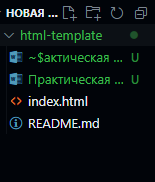 НОВАЯ ...
html-template
~$актическая U
Практическая U
index.html
README.md